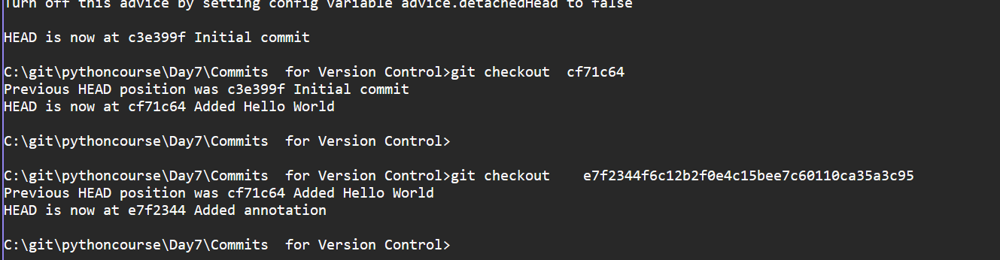 Turn off this advice by setting config variable advice.detachedHead to false
HEAD is now at c3e399f Initial commit
C:\git\pythoncourse\Day7\Commits  for Version Control>git checkout  cf71c64
Previous HEAD position was c3e399f Initial commit
HEAD is now at cf71c64 Added Hello World
C:\git\pythoncourse\Day7\Commits  for Version Control>
C:\git\pythoncourse\Day7\Commits  for Version Control>git checkout    e7f2344f6c12b2f0e4c15bee7c60110ca35a3c95
Previous HEAD position was cf71c64 Added Hello World
HEAD is now at e7f2344 Added annotation
C:\git\pythoncourse\Day7\Commits  for Version Control>